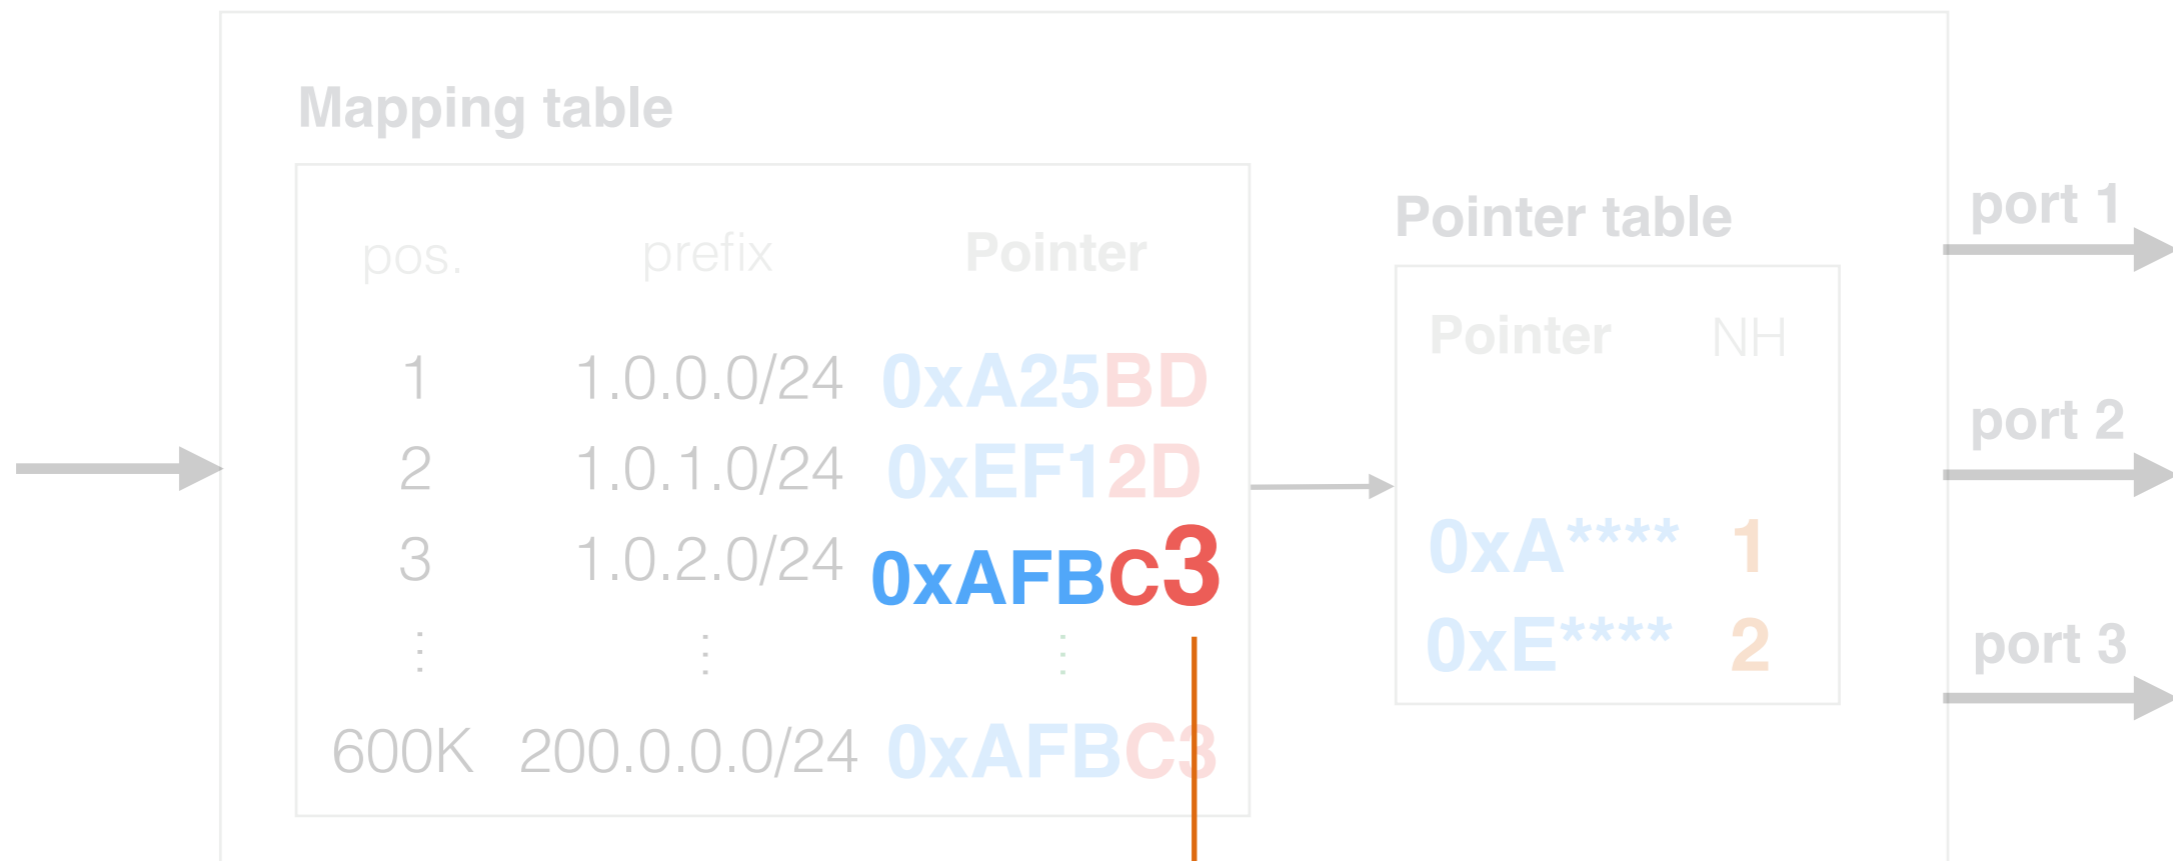 Mapping table
pos. prefix Pointer
1 1.0.0.0/24 0xA25BD
2 1.0.1.0/24 0xEF12D
3 1.0.2.0/24 0xAFBC3
⋮ ⋮ ⋮
600K 200.0.0.0/24 0xAFBC3
Pointer table
Pointer NH
0xA**** 1
0xE**** 2
port 1
port 2
port 3